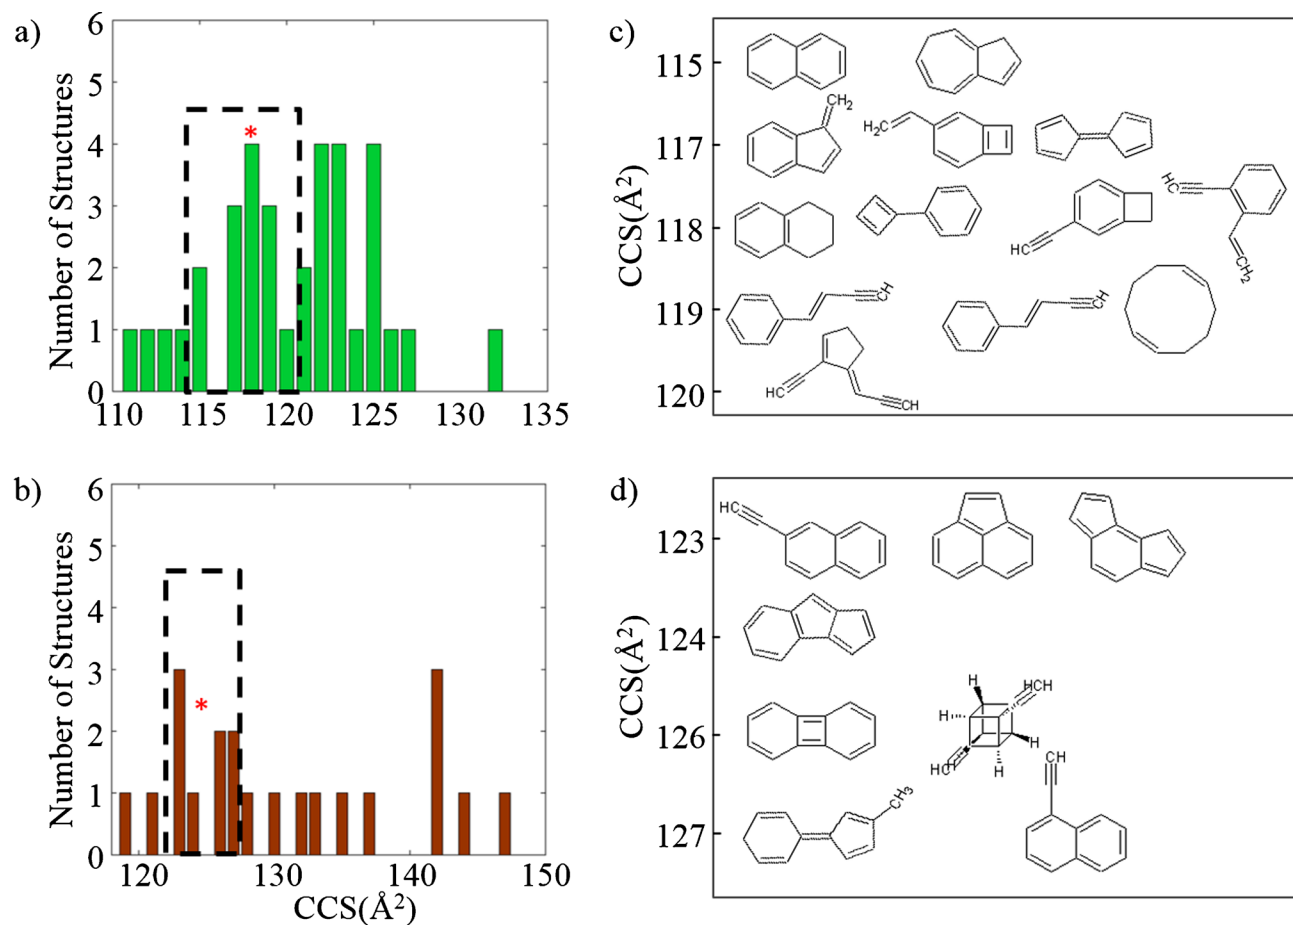 a)
Number of Structures
6
5
4
3
2
1
0
*
110 115 120 125 130 135
b)
Number of Structures
6
5
4
3
2
1
0
*
120 130 140 150
CCS(Å²)
c)
CCS(Å²)
115
117
118
119
120
CH₂
H₂C
HC
HC
CH₂
CH
CH
HC
CH
d)
CCS(Å²)
123
124
126
127
HC
H
CH
H
H
HC
H
H
CH
CH₃